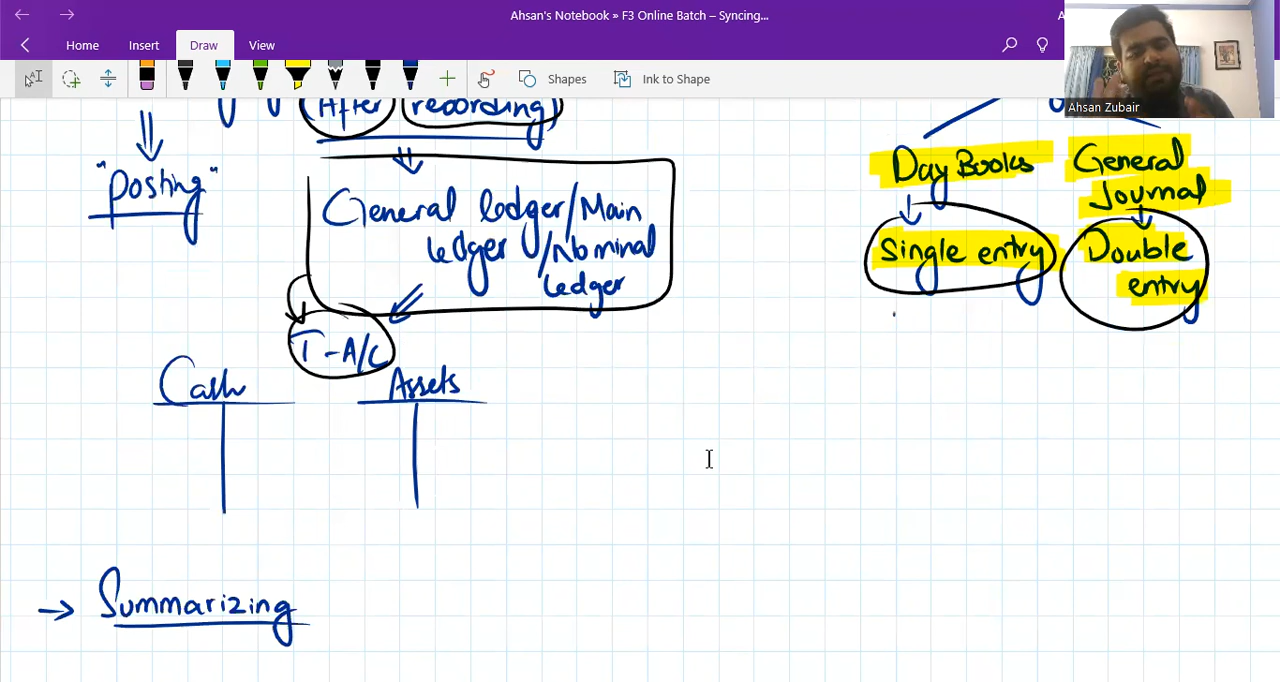 Ahsan's Notebook » F3 Online Batch – Syncing...
Home Insert Draw View
Shapes Ink to Shape
Ahsan Zubair
(After recording)
"Posting"
General ledger/Main
ledger/Nominal
ledger
T-A/C
Cash
Assets
→ Summarizing
Day Books
General
Journal
Single entry
Double
entry